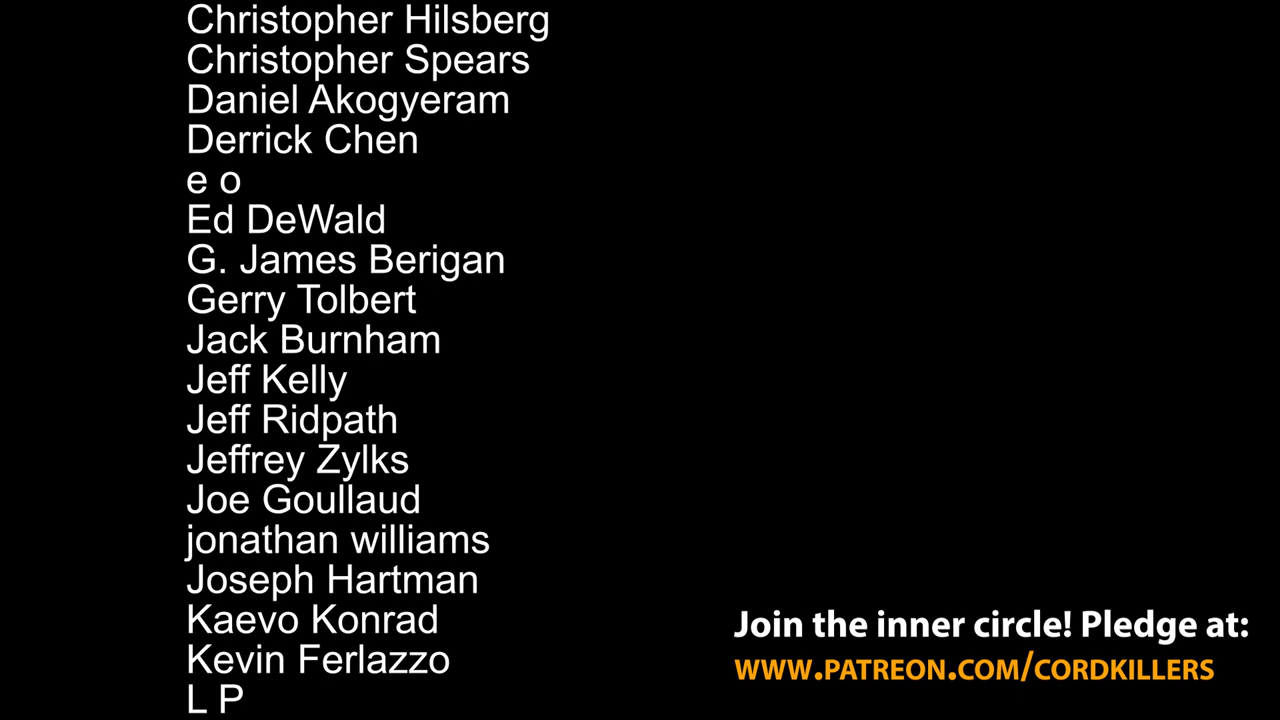 Christopher Hilsberg
Christopher Spears
Daniel Akogyeram
Derrick Chen
e o
Ed DeWald
G. James Berigan
Gerry Tolbert
Jack Burnham
Jeff Kelly
Jeff Ridpath
Jeffrey Zylks
Joe Goullaud
jonathan williams
Joseph Hartman
Kaevo Konrad
Kevin Ferlazzo
L P
Join the inner circle! Pledge at:
WWW.PATREON.COM/CORDKILLERS